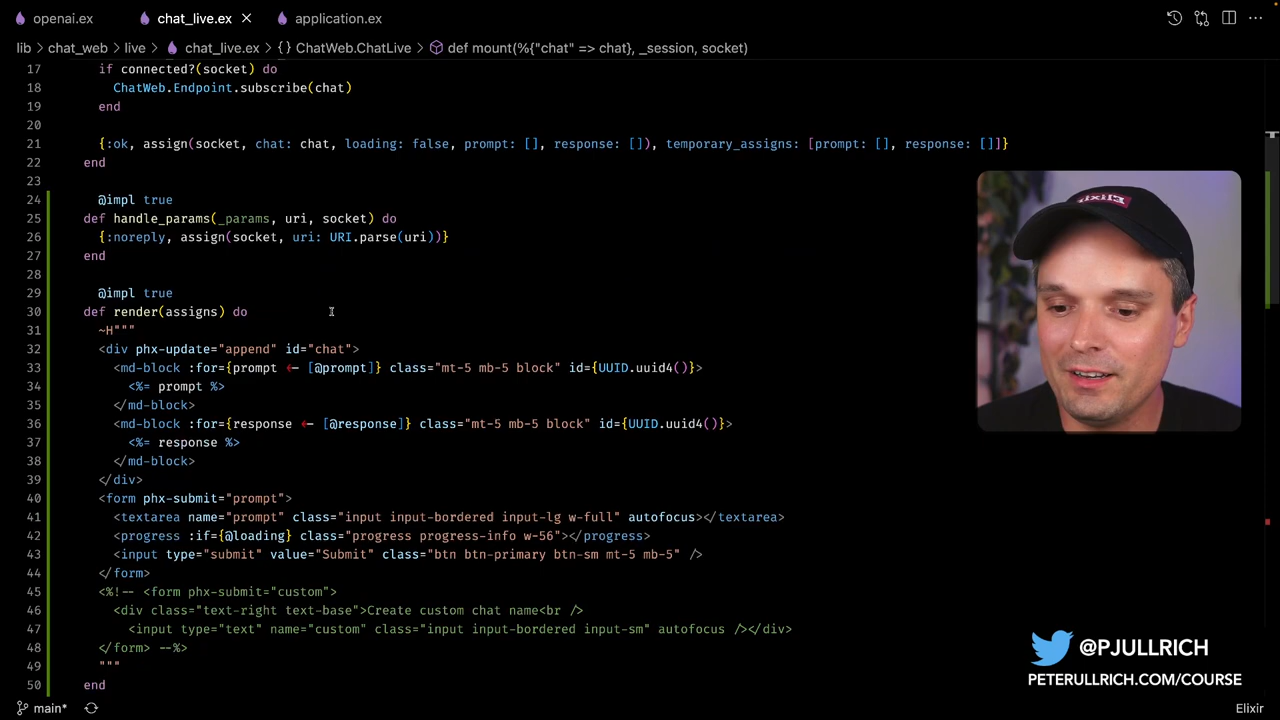 openai.ex
chat_live.ex
application.ex
lib > chat_web > live > chat_live.ex > {} ChatWeb.ChatLive > def mount(%{"chat" => chat}, _session, socket)
17 if connected?(socket) do
18 ChatWeb.Endpoint.subscribe(chat)
19 end
20
21 {:ok, assign(socket, chat: chat, loading: false, prompt: [], response: []), temporary_assigns: [prompt: [], response: []]}
22 end
23
24 @impl true
25 def handle_params(_params, uri, socket) do
26 {:noreply, assign(socket, uri: URI.parse(uri))}
27 end
28
29 @impl true
30 def render(assigns) do
31 ~H"""
32 <div phx-update="append" id="chat">
33 <md-block :for={prompt <- [@prompt]} class="mt-5 mb-5 block" id={UUID.uuid4()}>
34 <%= prompt %>
35 </md-block>
36 <md-block :for={response <- [@response]} class="mt-5 mb-5 block" id={UUID.uuid4()}>
37 <%= response %>
38 </md-block>
39 </div>
40 <form phx-submit="prompt">
41 <textarea name="prompt" class="input input-bordered input-lg w-full" autofocus></textarea>
42 <progress :if={@loading} class="progress progress-info w-56"></progress>
43 <input type="submit" value="Submit" class="btn btn-primary btn-sm mt-5 mb-5" />
44 </form>
45 <%!-- <form phx-submit="custom">
46 <div class="text-right text-base">Create custom chat name<br />
47 <input type="text" name="custom" class="input input-bordered input-sm" autofocus /></div>
48 </form> --%>
49 """
50 end
@PJULLRICH
PETERULLRICH.COM/COURSE
main*
Elixir